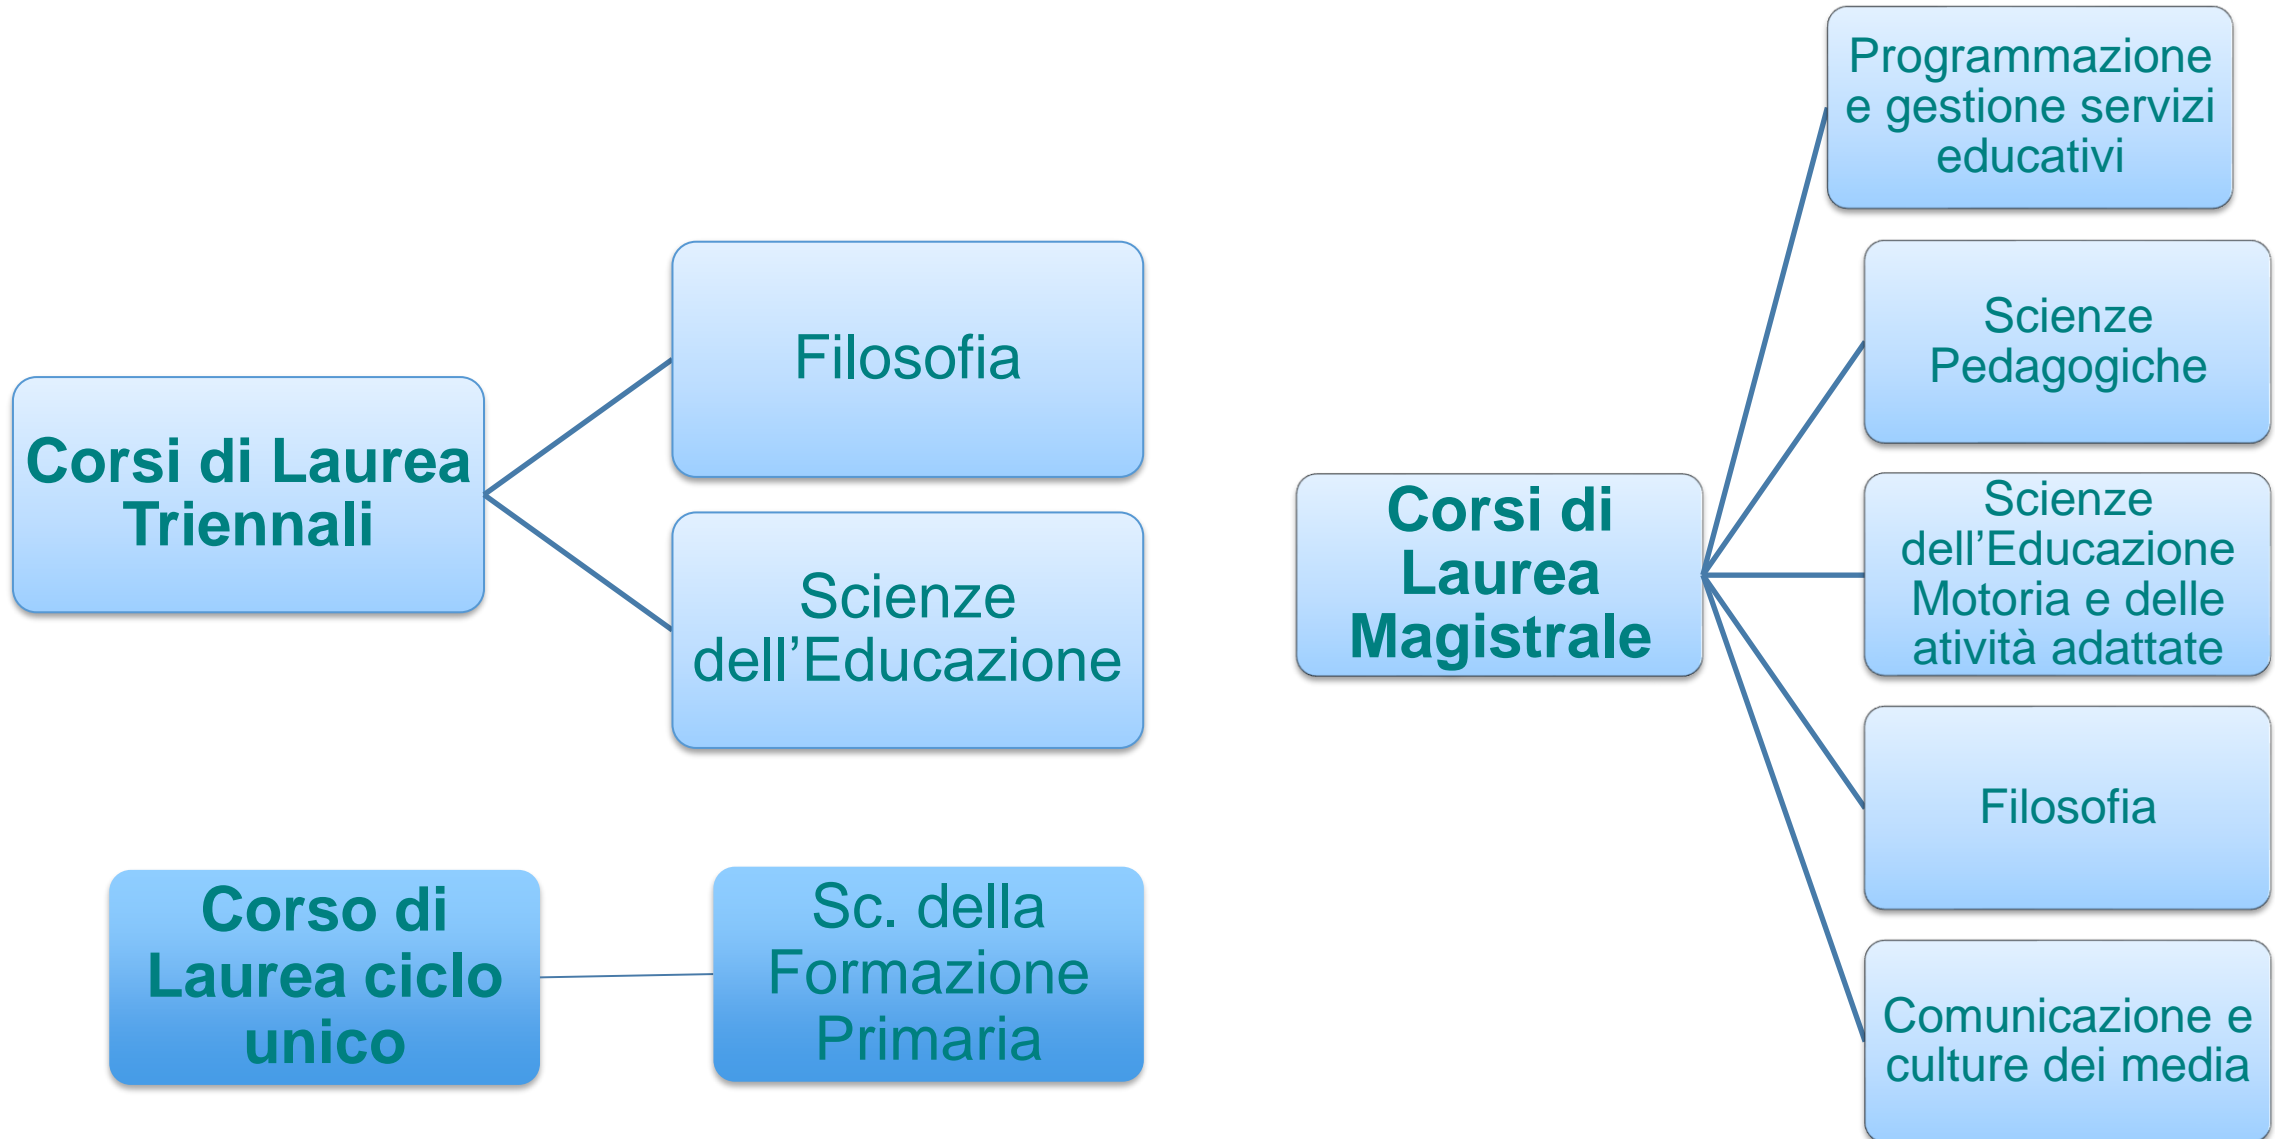 Corsi di Laurea
Triennali
Filosofia
Scienze
dell’Educazione
Corso di
Laurea ciclo
unico
Sc. della
Formazione
Primaria
Corsi di
Laurea
Magistrale
Programmazione
e gestione servizi
educativi
Scienze
Pedagogiche
Scienze
dell’Educazione
Motoria e delle
atività adattate
Filosofia
Comunicazione e
culture dei media